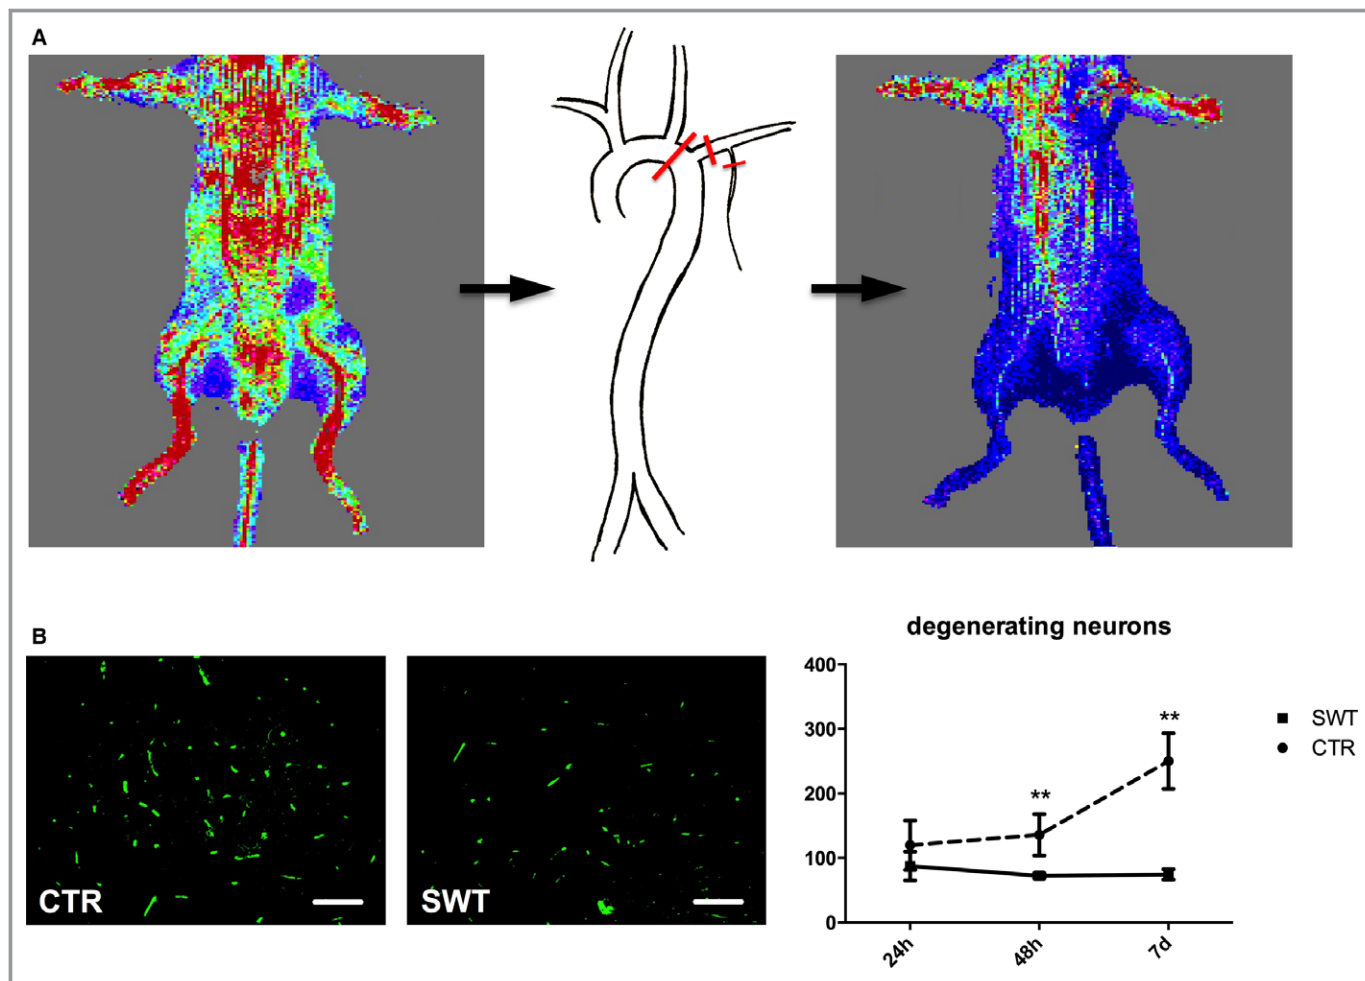 A
B
CTR
SWT
degenerating neurons
400
300
200
100
0
**
**
24h
48h
7d
SWT
CTR